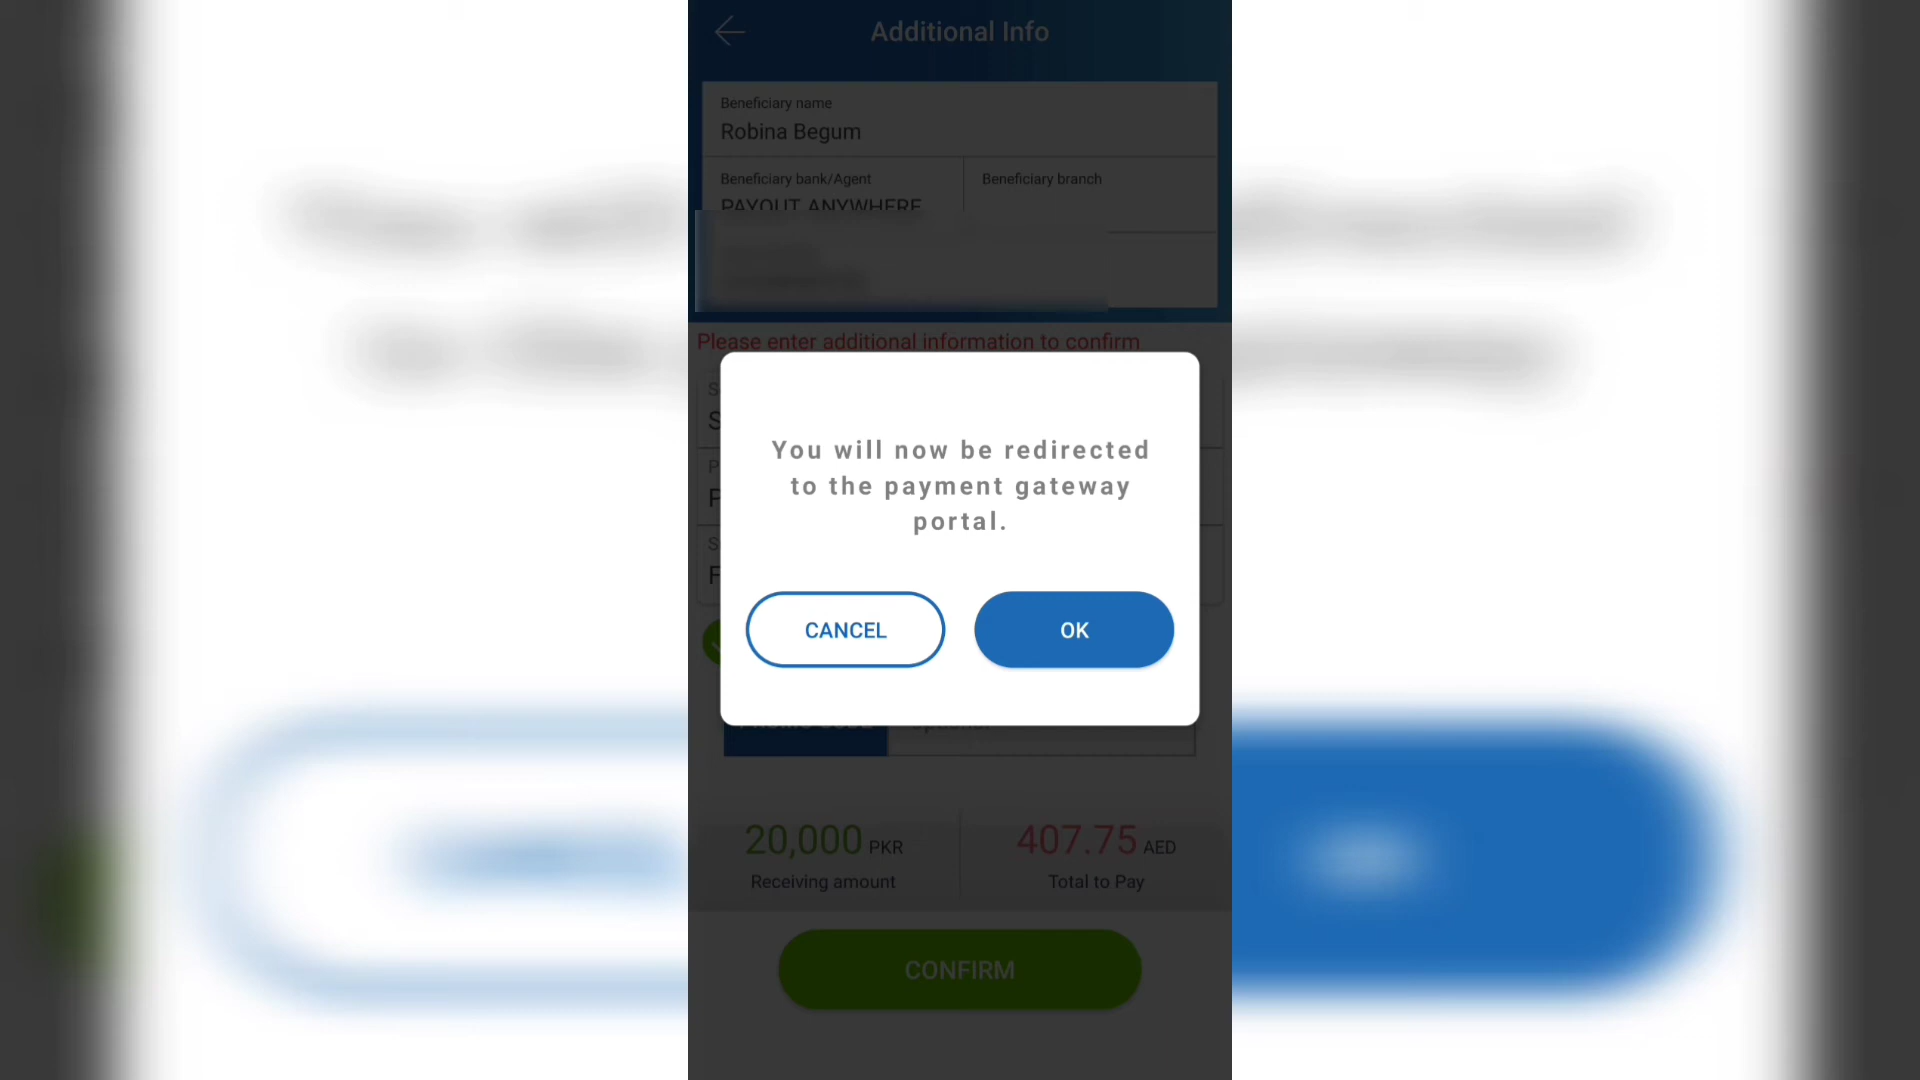 Additional Info
Beneficiary name
Robina Begum
Beneficiary bank/Agent
Beneficiary branch
PAYOUT ANYWHERE
Please enter additional information to confirm
You will now be redirected
to the payment gateway
portal.
CANCEL
OK
20,000 PKR
407.75 AED
Receiving amount
Total to Pay
CONFIRM